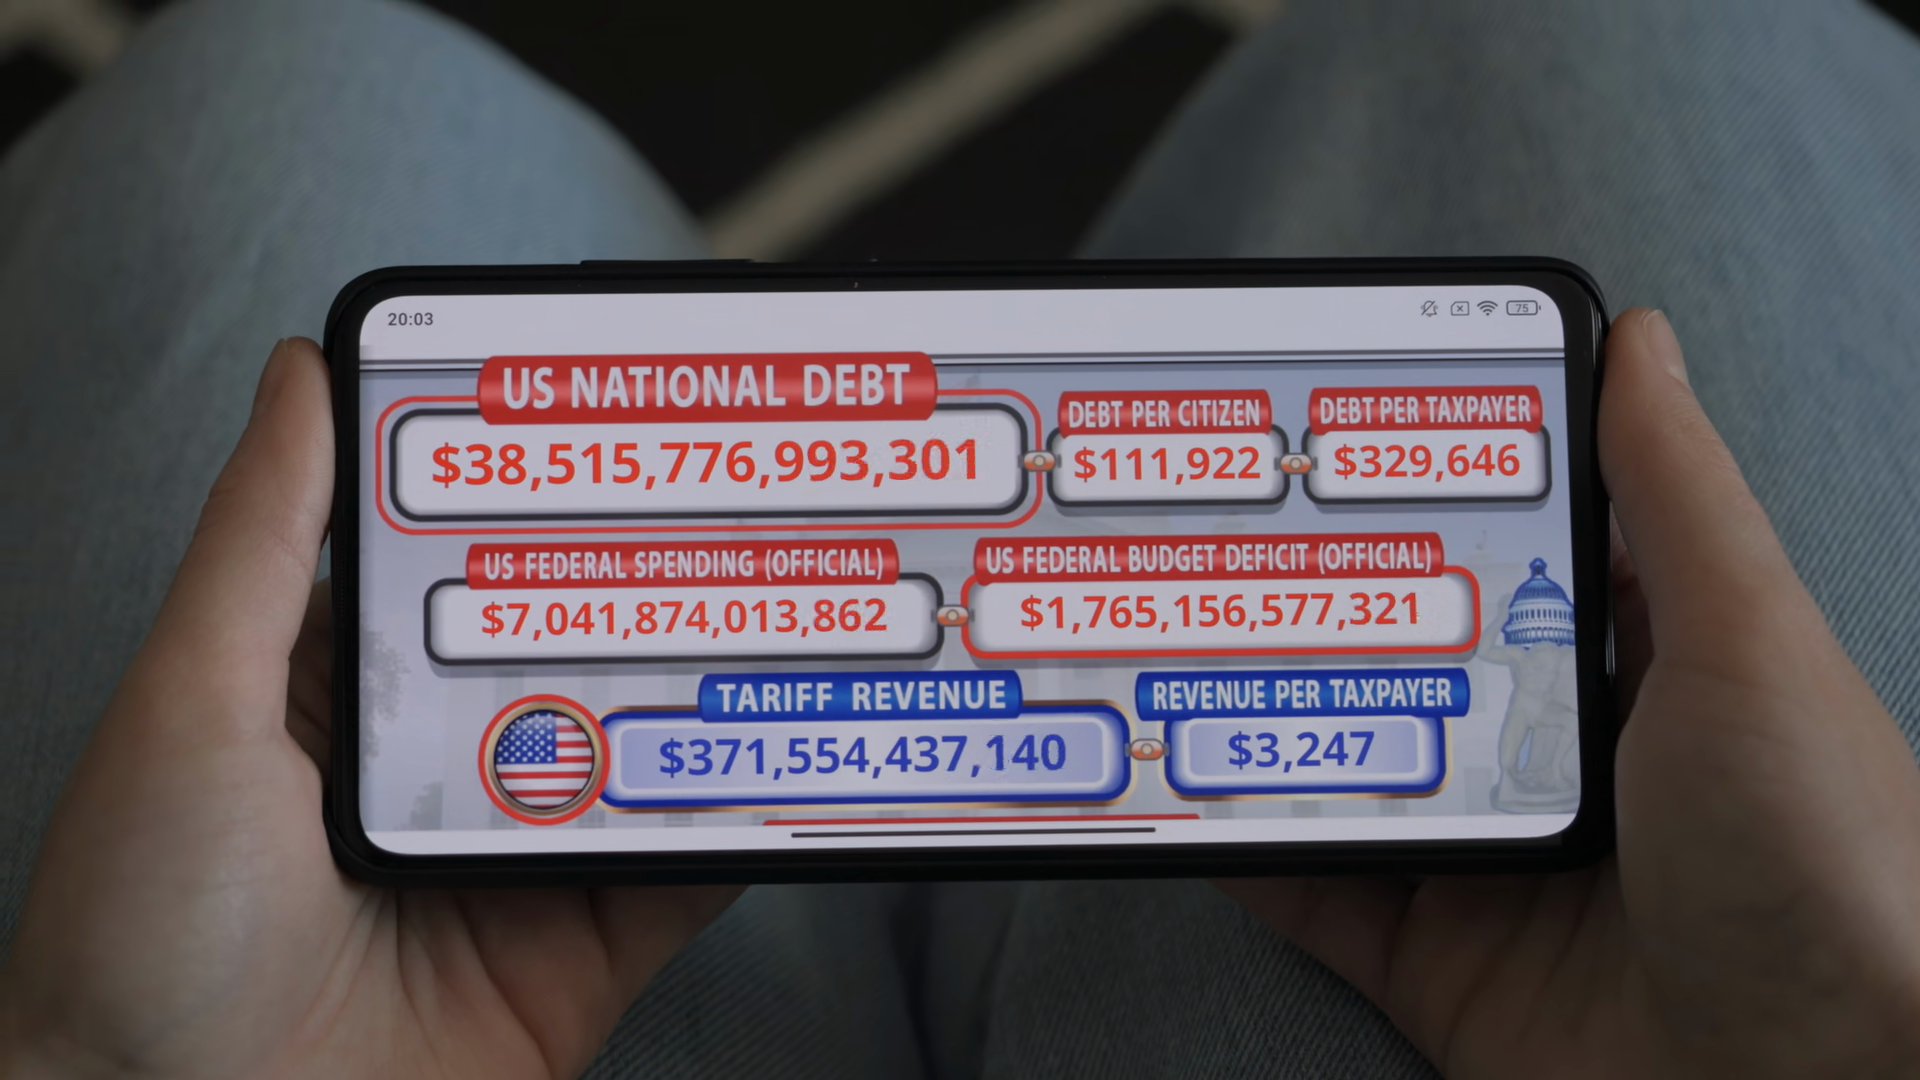 20:03
75
US NATIONAL DEBT
$38,515,776,993,301
DEBT PER CITIZEN
$111,922
DEBT PER TAXPAYER
$329,646
US FEDERAL SPENDING (OFFICIAL)
$7,041,874,013,862
US FEDERAL BUDGET DEFICIT (OFFICIAL)
$1,765,156,577,321
TARIFF REVENUE
$371,554,437,140
REVENUE PER TAXPAYER
$3,247